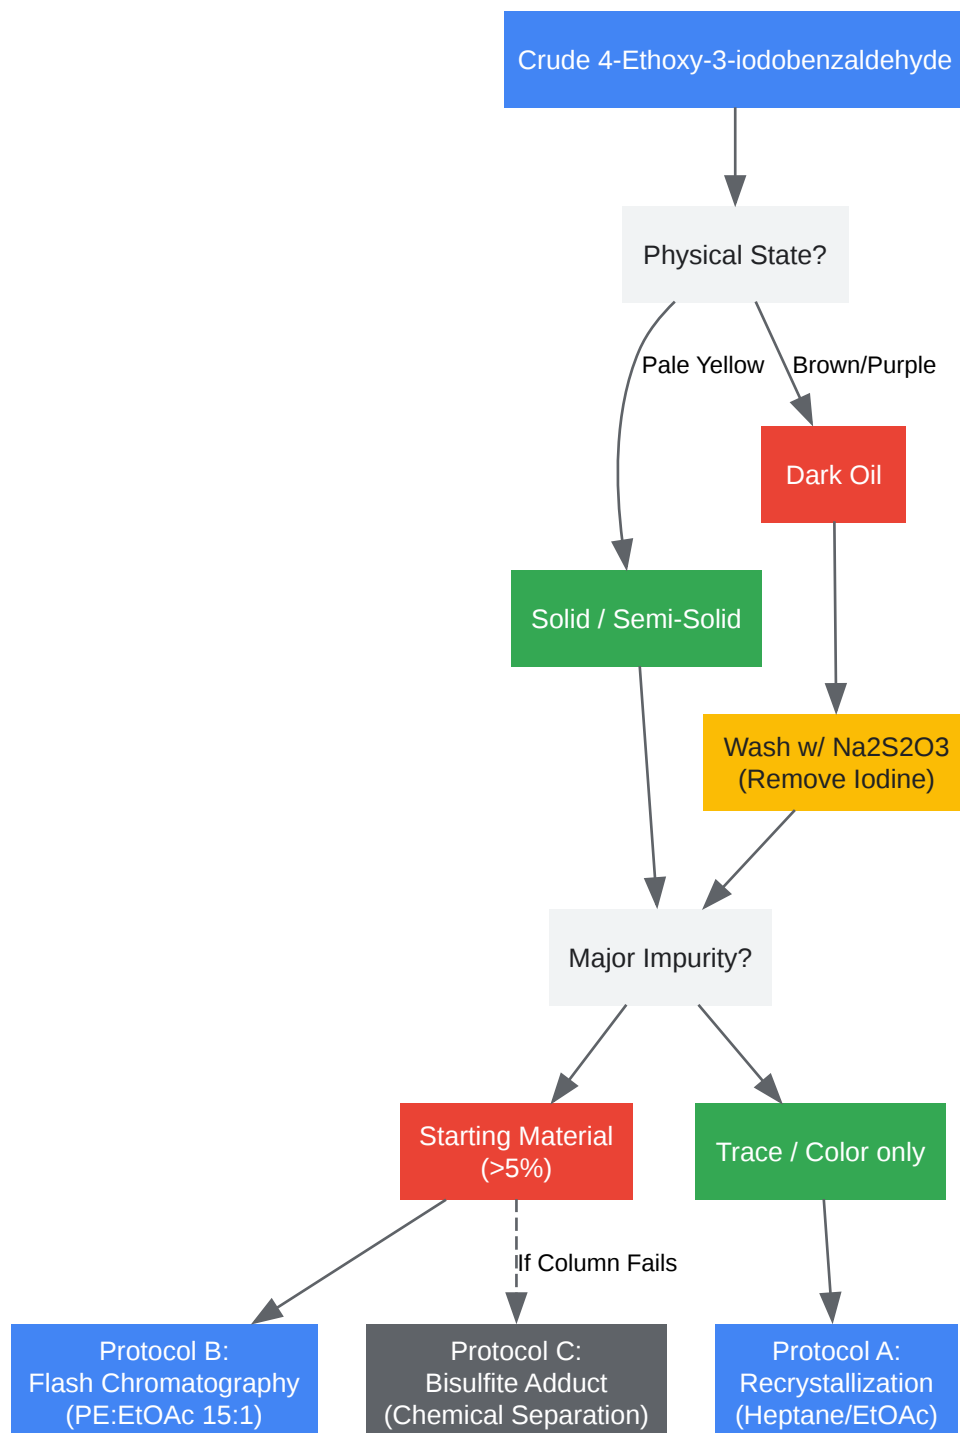 Crude 4-Ethoxy-3-iodobenzaldehyde
Physical State?
Pale Yellow
Brown/Purple
Dark Oil
Solid / Semi-Solid
Wash w/ Na2S2O3
(Remove Iodine)
Major Impurity?
Starting Material
(>5%)
Trace / Color only
If Column Fails
Protocol B:
Flash Chromatography
(PE:EtOAc 15:1)
Protocol C:
Bisulfite Adduct
(Chemical Separation)
Protocol A:
Recrystallization
(Heptane/EtOAc)